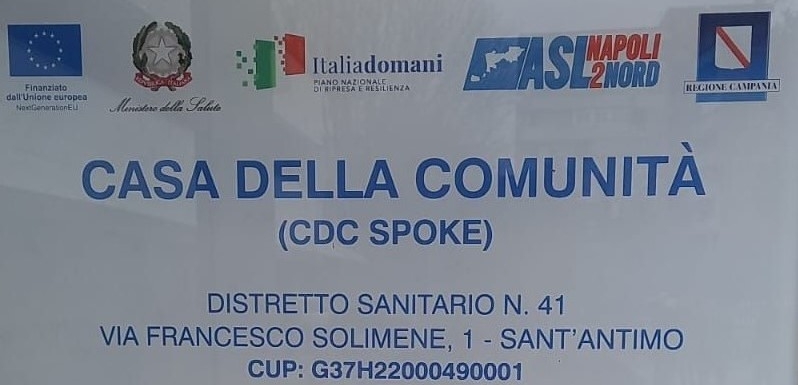 Finanziato
dall'Unione europea
NextGenerationEU
Ministero della Salute
Italiadomani
PIANO NAZIONALE
DI RIPRESA E RESILIENZA
ASL NAPOLI
2 NORD
REGIONE CAMPANIA
CASA DELLA COMUNITÀ
(CDC SPOKE)
DISTRETTO SANITARIO N. 41
VIA FRANCESCO SOLIMENE, 1 - SANT'ANTIMO
CUP: G37H22000490001